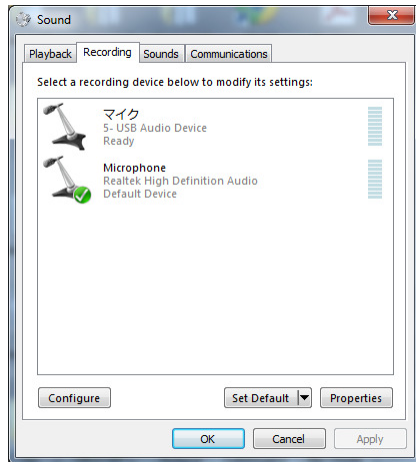 Sound
Playback Recording Sounds Communications
Select a recording device below to modify its settings:
マイク
5- USB Audio Device
Ready
Microphone
Realtek High Definition Audio
Default Device
Configure Set Default Properties
OK Cancel Apply